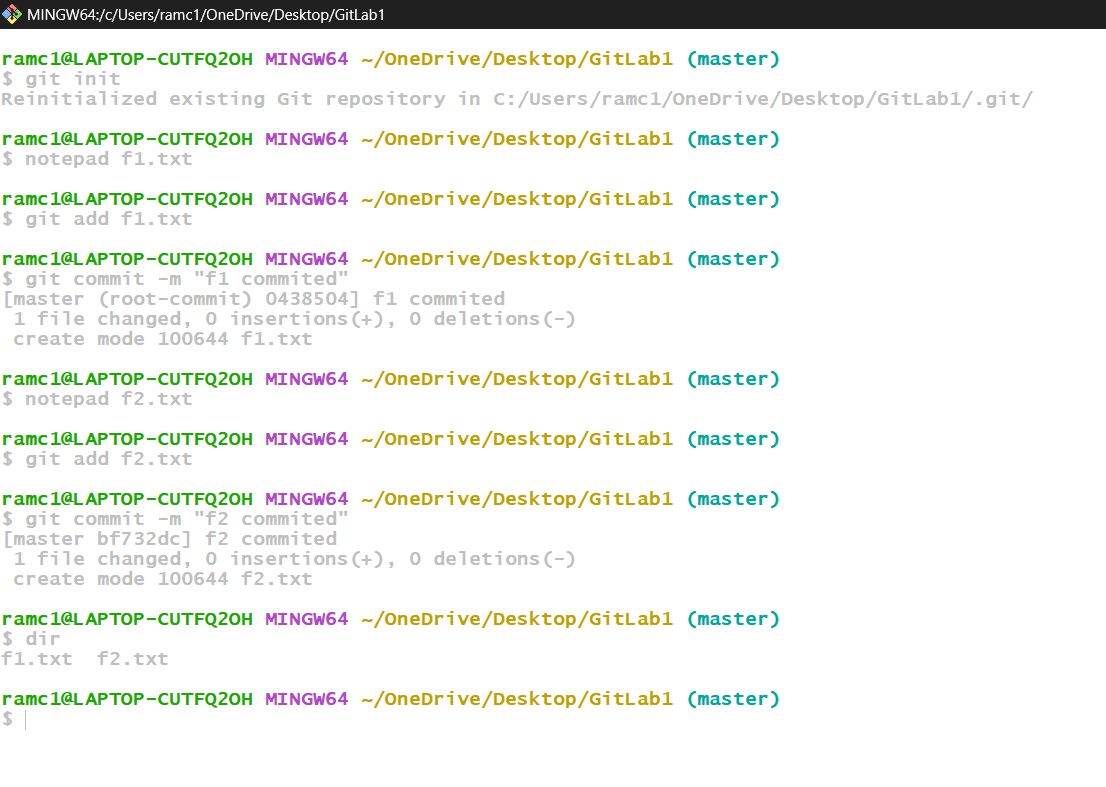 MINGW64:/c/Users/ramc1/OneDrive/Desktop/GitLab1
ramc1@LAPTOP-CUTFQ2OH MINGW64 ~/OneDrive/Desktop/GitLab1 (master)
$ git init
Reinitialized existing Git repository in C:/Users/ramc1/OneDrive/Desktop/GitLab1/.git/
ramc1@LAPTOP-CUTFQ2OH MINGW64 ~/OneDrive/Desktop/GitLab1 (master)
$ notepad f1.txt
ramc1@LAPTOP-CUTFQ2OH MINGW64 ~/OneDrive/Desktop/GitLab1 (master)
$ git add f1.txt
ramc1@LAPTOP-CUTFQ2OH MINGW64 ~/OneDrive/Desktop/GitLab1 (master)
$ git commit -m "f1 commited"
[master (root-commit) 0438504] f1 commited
 1 file changed, 0 insertions(+), 0 deletions(-)
 create mode 100644 f1.txt
ramc1@LAPTOP-CUTFQ2OH MINGW64 ~/OneDrive/Desktop/GitLab1 (master)
$ notepad f2.txt
ramc1@LAPTOP-CUTFQ2OH MINGW64 ~/OneDrive/Desktop/GitLab1 (master)
$ git add f2.txt
ramc1@LAPTOP-CUTFQ2OH MINGW64 ~/OneDrive/Desktop/GitLab1 (master)
$ git commit -m "f2 commited"
[master bf732dc] f2 commited
 1 file changed, 0 insertions(+), 0 deletions(-)
 create mode 100644 f2.txt
ramc1@LAPTOP-CUTFQ2OH MINGW64 ~/OneDrive/Desktop/GitLab1 (master)
$ dir
f1.txt  f2.txt
ramc1@LAPTOP-CUTFQ2OH MINGW64 ~/OneDrive/Desktop/GitLab1 (master)
$